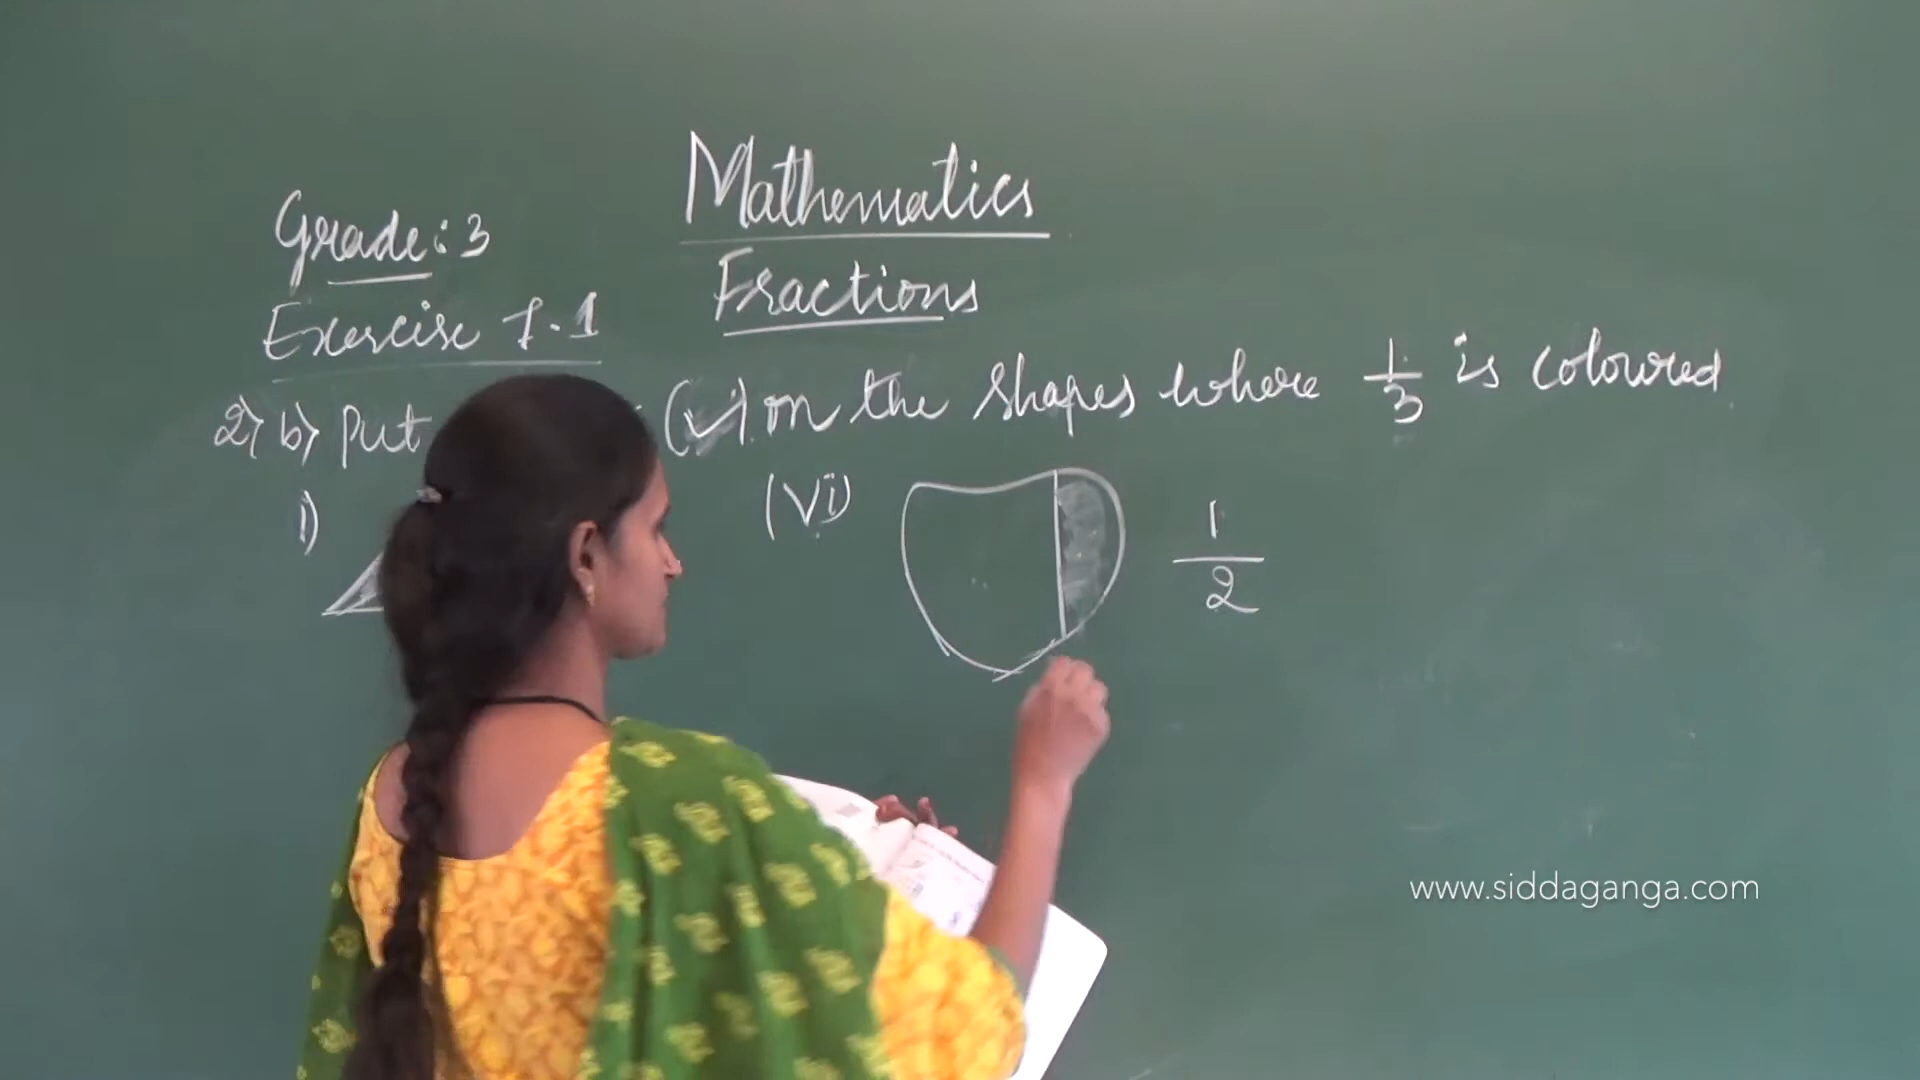 Mathematics
Grade: 3
Fractions
Exercise 7.1
2) b) Put (✓) on the shapes where 1/3 is coloured
i)
(vi)
1/2
www.siddaganga.com